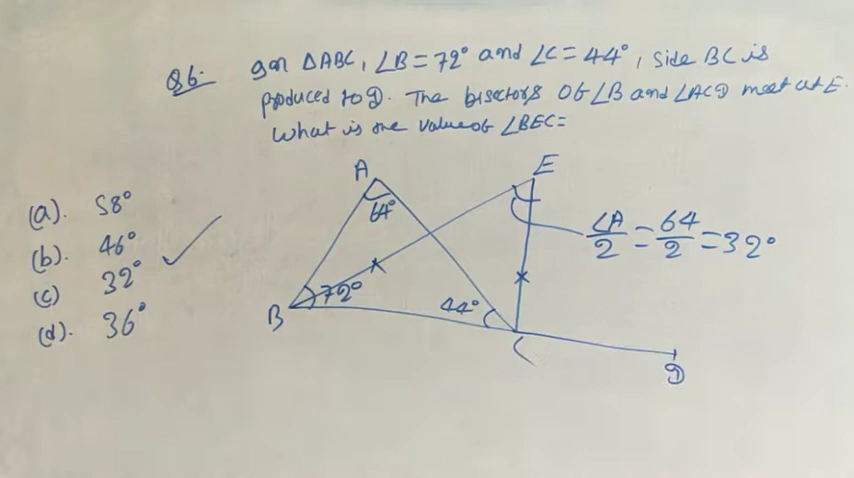 Q6. In ΔABC, ∠B = 72° and ∠C = 44°, side BC is
produced to D. The bisectors of ∠B and ∠ACD meet at E.
What is the value of ∠BEC =
(a). 58°
(b). 46°
(c) 32° ✓
(d). 36°
A
64°
B
72°
44°
C
D
E
∠A/2 = 64/2 = 32°